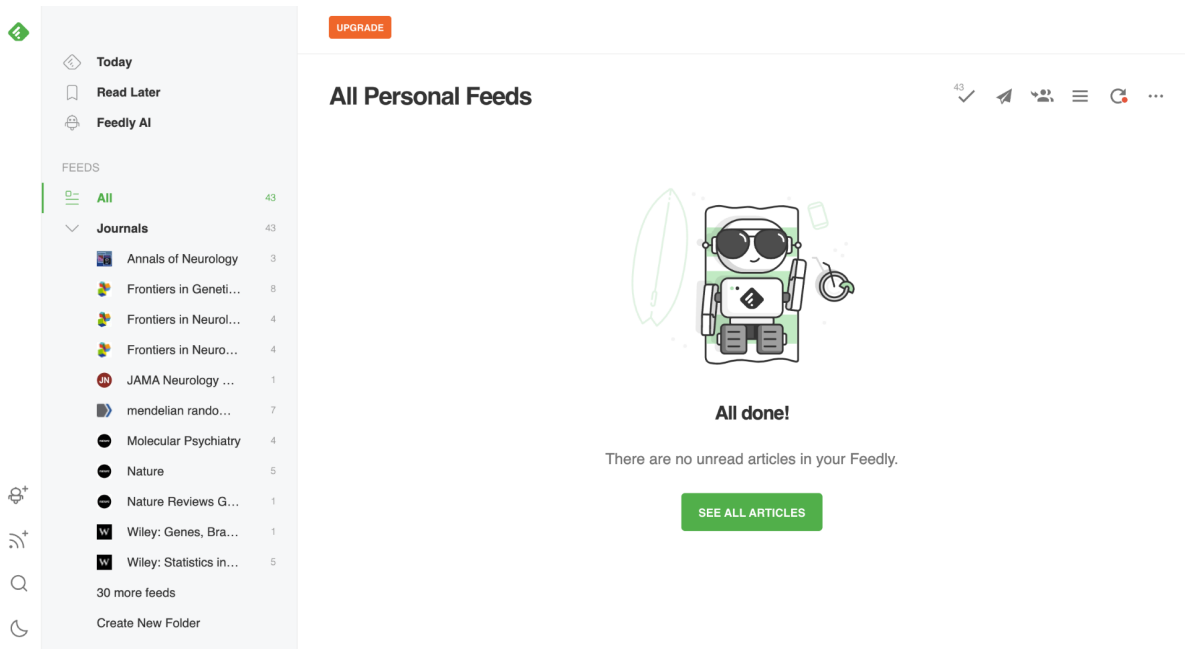 UPGRADE
Today
Read Later
Feedly AI
FEEDS
All 43
Journals 43
Annals of Neurology 3
Frontiers in Geneti... 8
Frontiers in Neurol... 4
Frontiers in Neuro... 4
JN JAMA Neurology ... 1
mendelian rando... 7
Molecular Psychiatry 4
Nature 5
Nature Reviews G... 1
W Wiley: Genes, Bra... 1
W Wiley: Statistics in... 5
30 more feeds
Create New Folder
All Personal Feeds
43
All done!
There are no unread articles in your Feedly.
SEE ALL ARTICLES